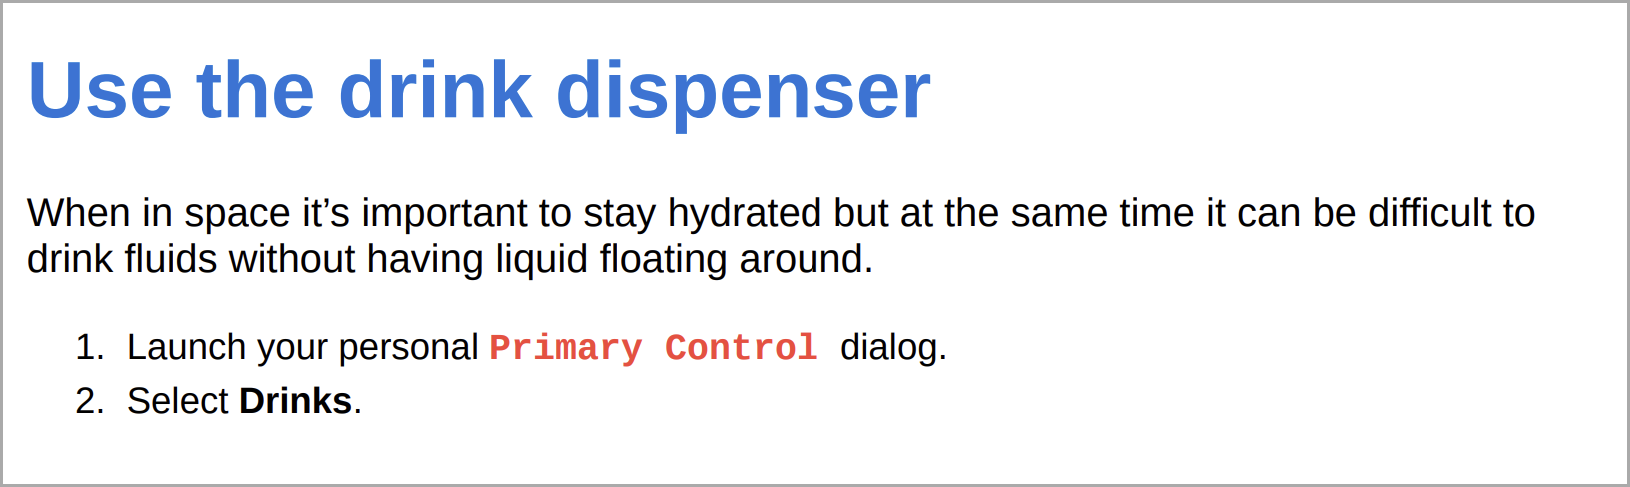 Use the drink dispenser
When in space it’s important to stay hydrated but at the same time it can be difficult to
drink fluids without having liquid floating around.
1. Launch your personal Primary Control dialog.
2. Select Drinks.